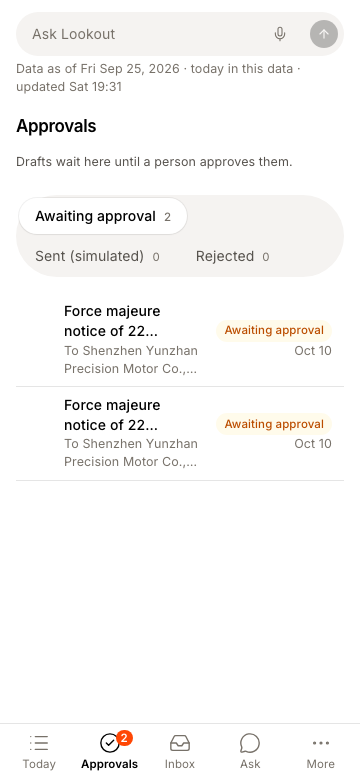 Ask Lookout
Data as of Fri Sep 25, 2026 · today in this data ·
updated Sat 19:31
Approvals
Drafts wait here until a person approves them.
Awaiting approval 2
Sent (simulated) 0 Rejected 0
Force majeure
notice of 22...
Awaiting approval
To Shenzhen Yunzhan
Precision Motor Co.,...
Oct 10
Force majeure
notice of 22...
Awaiting approval
To Shenzhen Yunzhan
Precision Motor Co.,...
Oct 10
2
Today Approvals Inbox Ask More